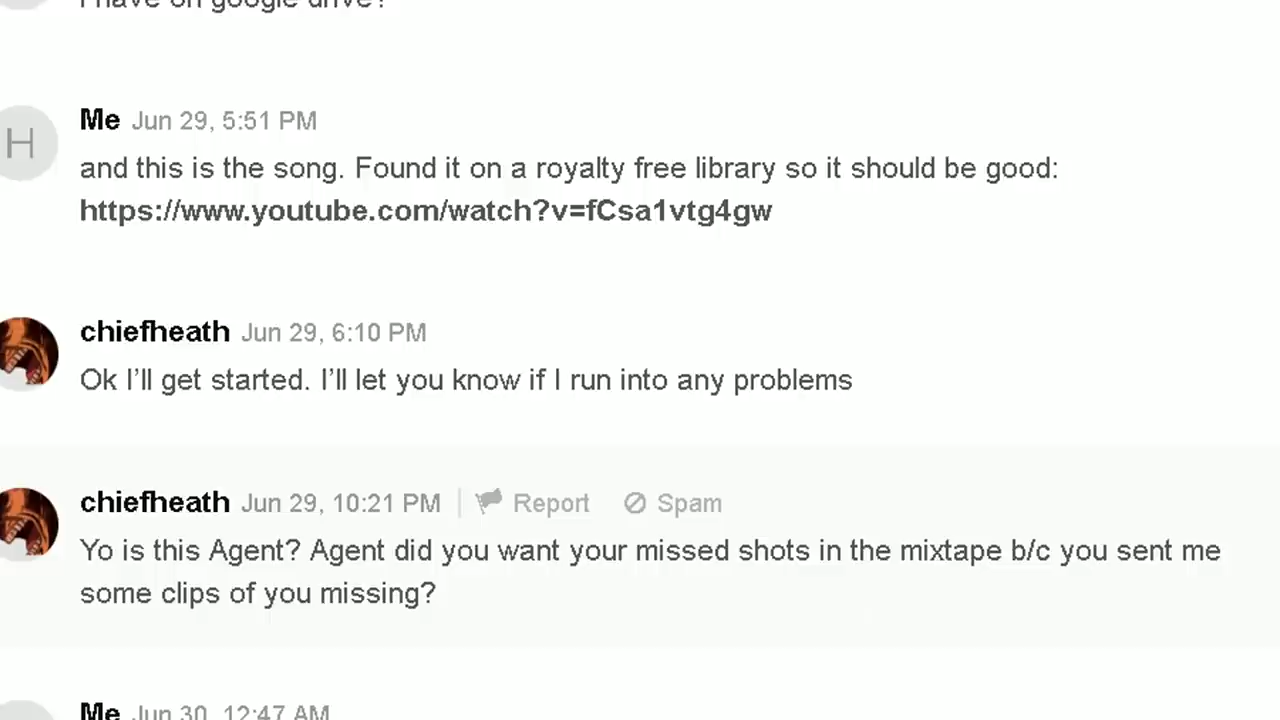 I have on google drive?
Me Jun 29, 5:51 PM
H
and this is the song. Found it on a royalty free library so it should be good:
https://www.youtube.com/watch?v=fCsa1vtg4gw
chiefheath Jun 29, 6:10 PM
Ok I'll get started. I'll let you know if I run into any problems
chiefheath Jun 29, 10:21 PM | Report Spam
Yo is this Agent? Agent did you want your missed shots in the mixtape b/c you sent me
some clips of you missing?
Me Jun 30, 12:47 AM